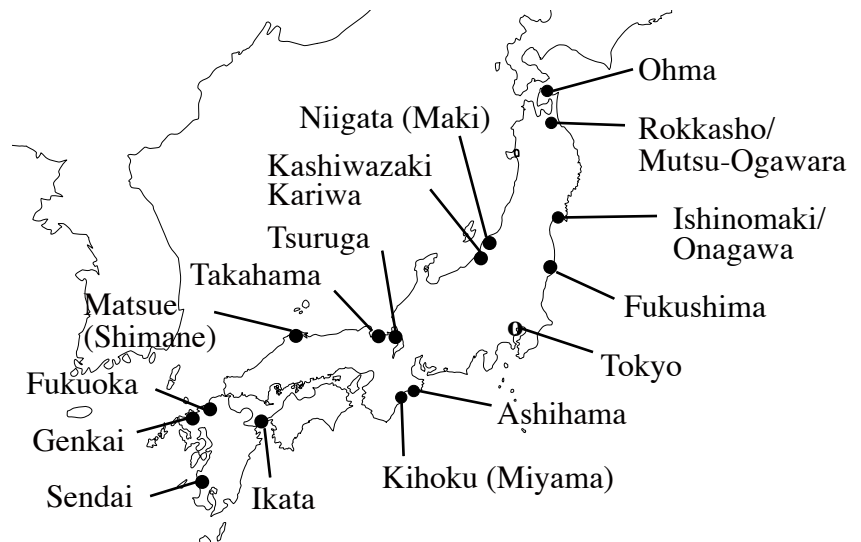 Ohma
Niigata (Maki)
Rokkasho/
Mutsu-Ogawara
Kashiwazaki
Kariwa
Ishinomaki/
Onagawa
Tsuruga
Takahama
Fukushima
Matsue
(Shimane)
Tokyo
Fukuoka
Ashihama
Genkai
Kihoku (Miyama)
Sendai
Ikata